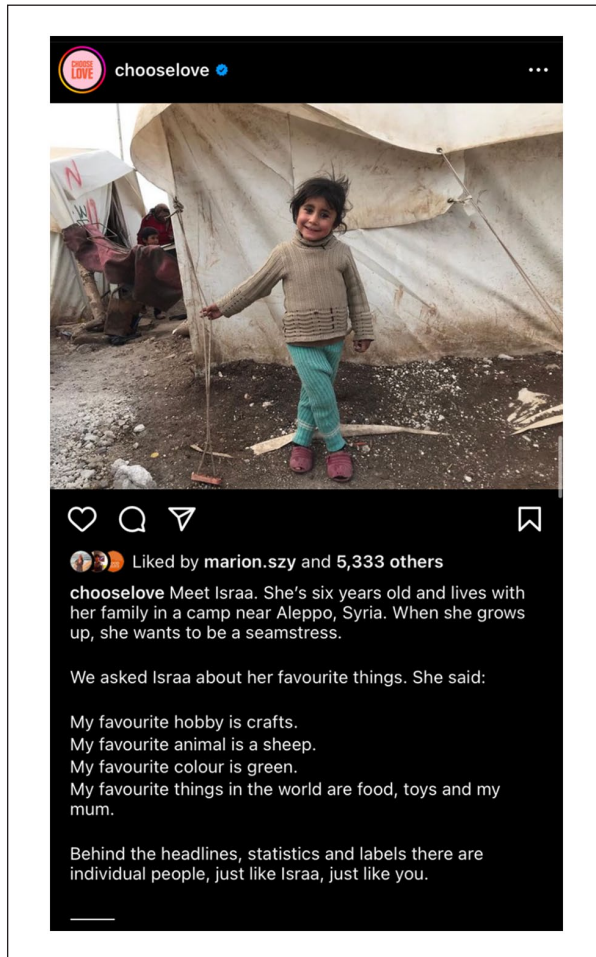 CHOOSE
LOVE
chooselove
N
Liked by marion.szy and 5,333 others
chooselove Meet Israa. She's six years old and lives with
her family in a camp near Aleppo, Syria. When she grows
up, she wants to be a seamstress.
We asked Israa about her favourite things. She said:
My favourite hobby is crafts.
My favourite animal is a sheep.
My favourite colour is green.
My favourite things in the world are food, toys and my
mum.
Behind the headlines, statistics and labels there are
individual people, just like Israa, just like you.